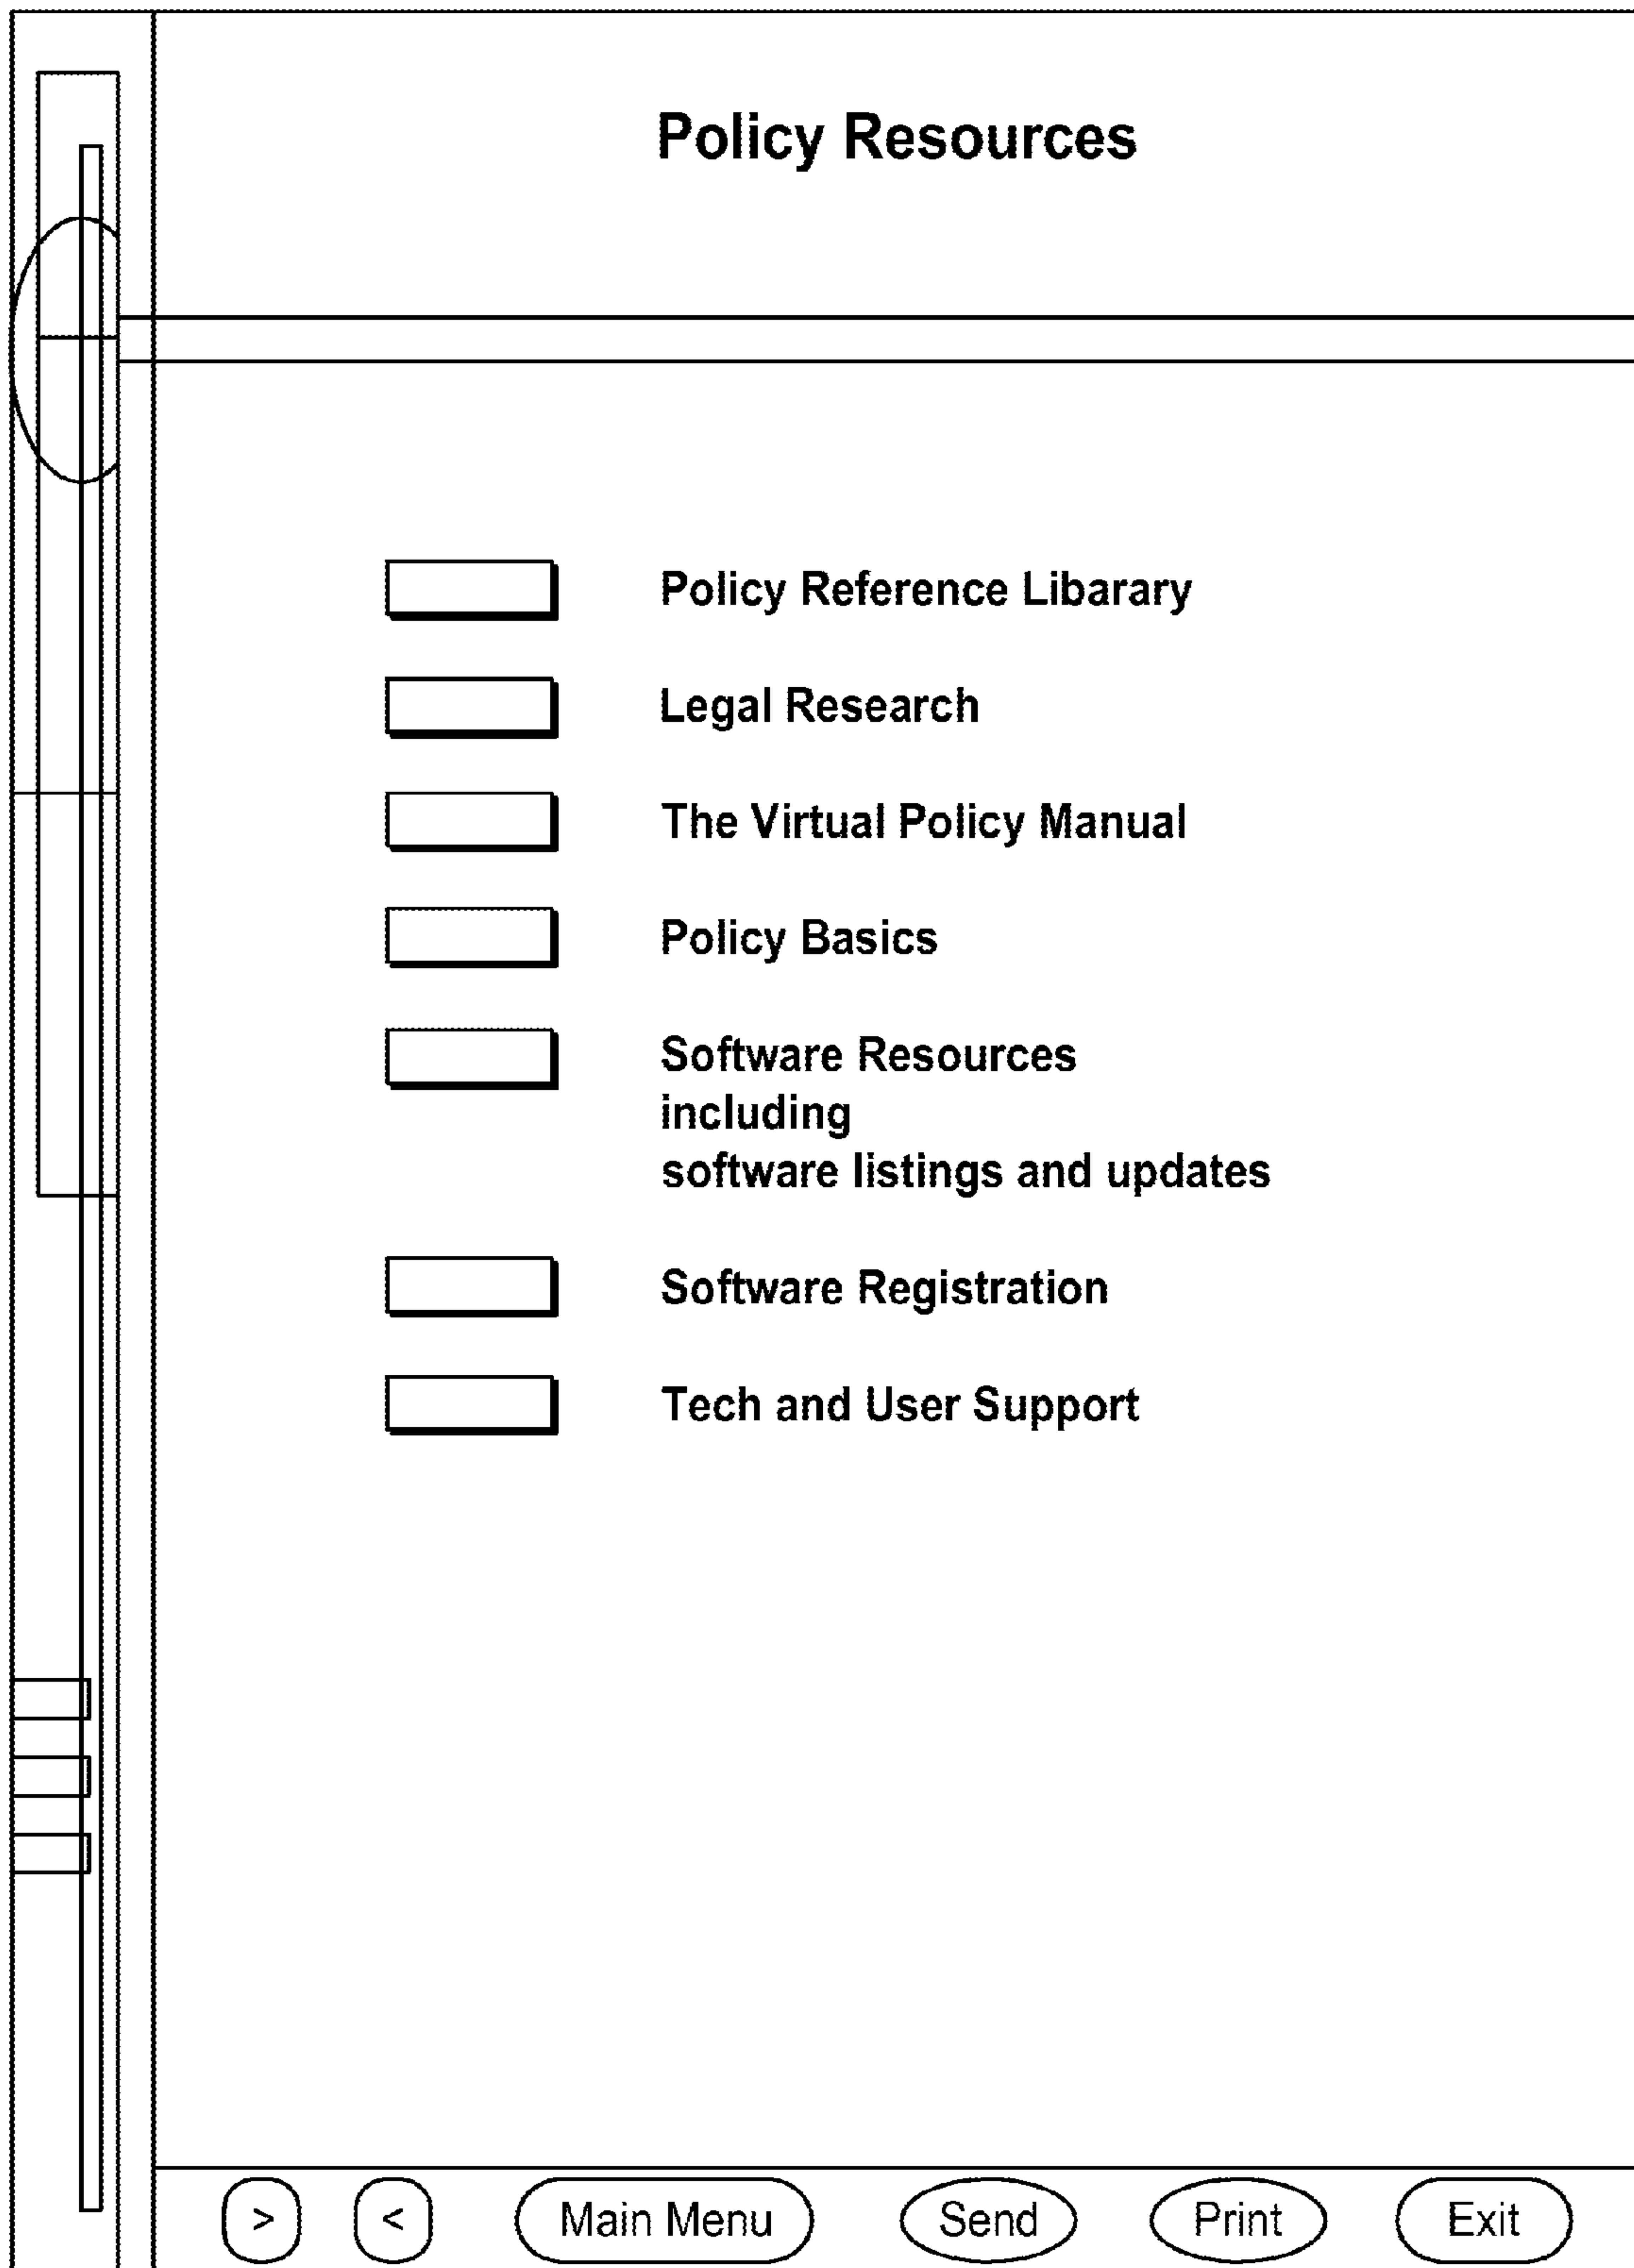 Policy Resources
Policy Reference Libarary
Legal Research
The Virtual Policy Manual
Policy Basics
Software Resources
including
software listings and updates
Software Registration
Tech and User Support
> < Main Menu Send Print Exit